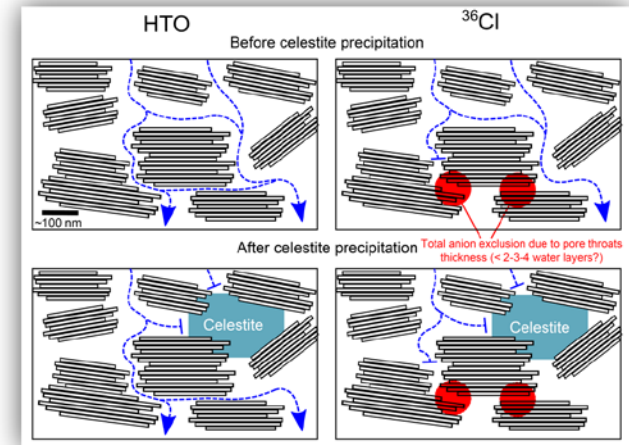 HTO
36Cl
Before celestite precipitation
~100 nm
After celestite precipitation
Total anion exclusion due to pore throats
thickness (< 2-3-4 water layers?)
Celestite
Celestite